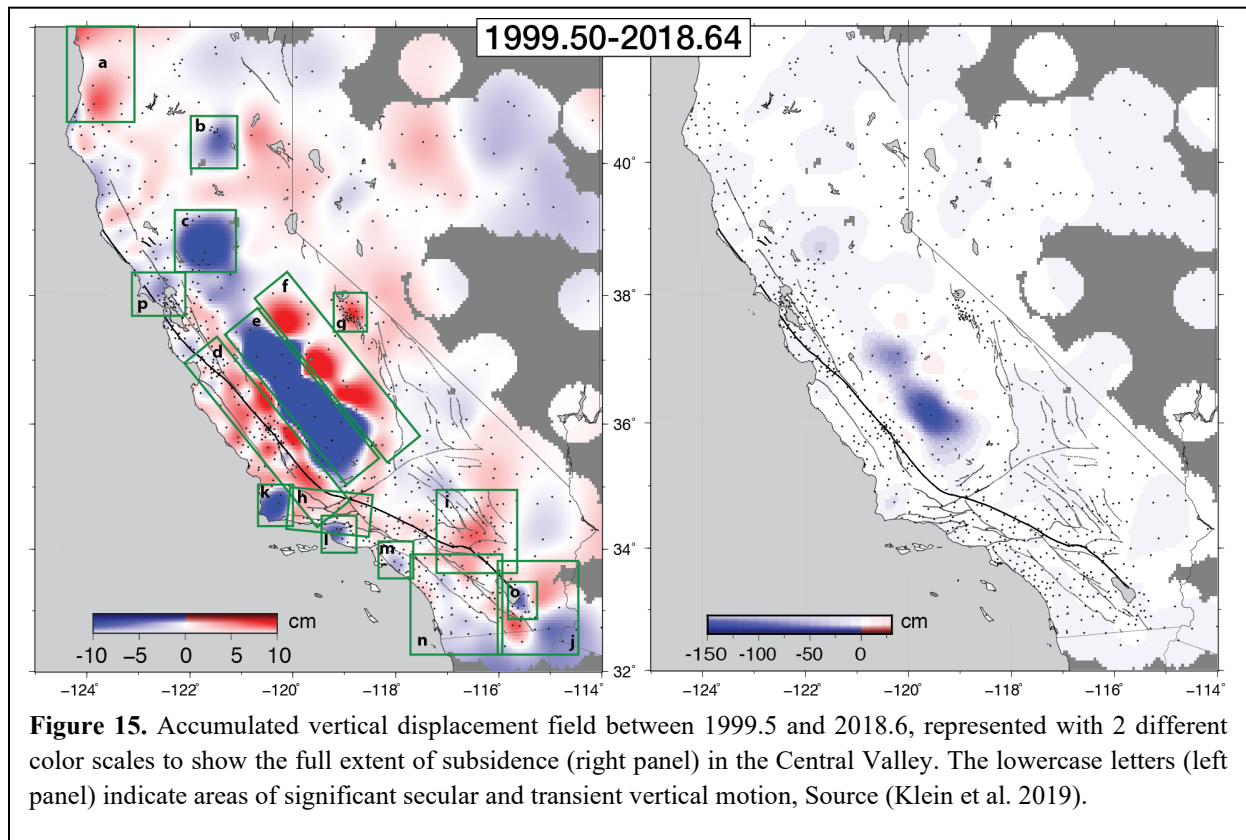 1999.50-2018.64
a
b
c
p
f
e
g
d
k
h
l
i
m
o
n
j
cm
-10 -5 0 5 10
40°
38°
36°
34°
32°
−124° −122° −120° −118° −116° −114°
cm
-150 -100 -50 0
−124° −122° −120° −118° −116° −114°
Figure 15. Accumulated vertical displacement field between 1999.5 and 2018.6, represented with 2 different
color scales to show the full extent of subsidence (right panel) in the Central Valley. The lowercase letters (left
panel) indicate areas of significant secular and transient vertical motion, Source (Klein et al. 2019).